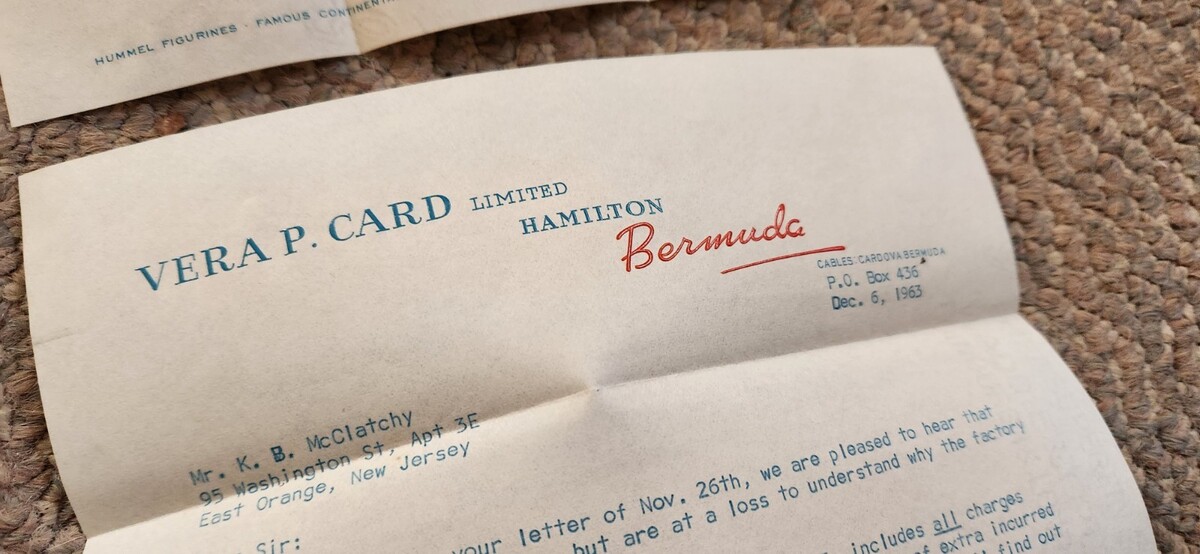 HUMMEL FIGURINES · FAMOUS
VERA P. CARD LIMITED
HAMILTON
Bermuda
CABLES: CARDOVA BERMUDA
P.O. Box 436
Dec. 6, 1963
Mr. K. B. McClatchy
95 Washington St, Apt 3E
East Orange, New Jersey
Sir:
your letter of Nov. 26th, we are pleased to hear that
but are at a loss to understand why the factory
includes all charges
extra incurred
find out